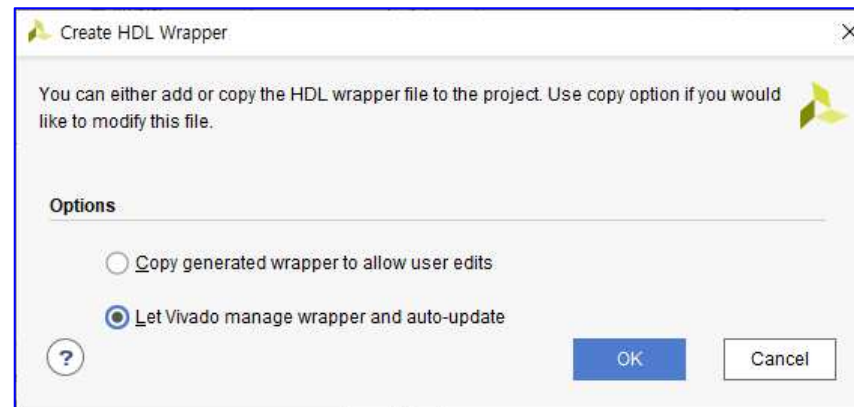 Create HDL Wrapper
You can either add or copy the HDL wrapper file to the project. Use copy option if you would
like to modify this file.
Options
Copy generated wrapper to allow user edits
Let Vivado manage wrapper and auto-update
?
OK
Cancel